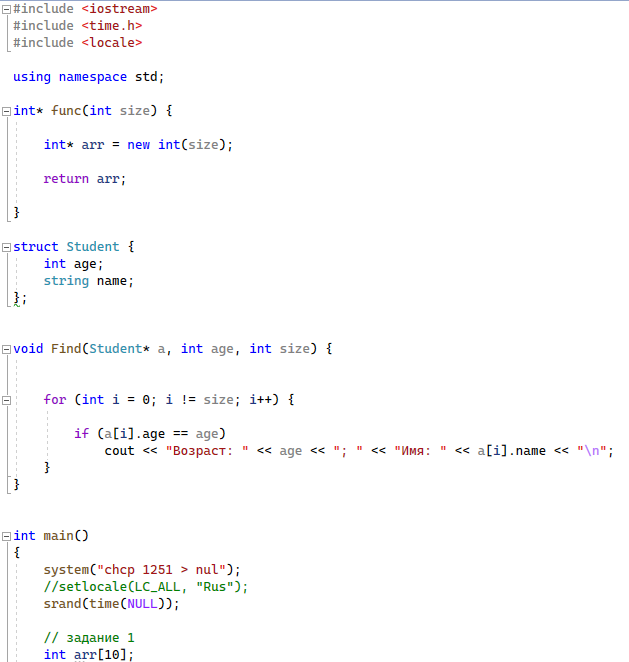 #include <iostream>
#include <time.h>
#include <locale>
using namespace std;
int* func(int size) {
int* arr = new int(size);
return arr;
}
struct Student {
int age;
string name;
};
void Find(Student* a, int age, int size) {
for (int i = 0; i != size; i++) {
if (a[i].age == age)
cout << "Возраст: " << age << "; " << "Имя: " << a[i].name << "\n";
}
}
int main()
{
system("chcp 1251 > nul");
//setlocale(LC_ALL, "Rus");
srand(time(NULL));
// задание 1
int arr[10];